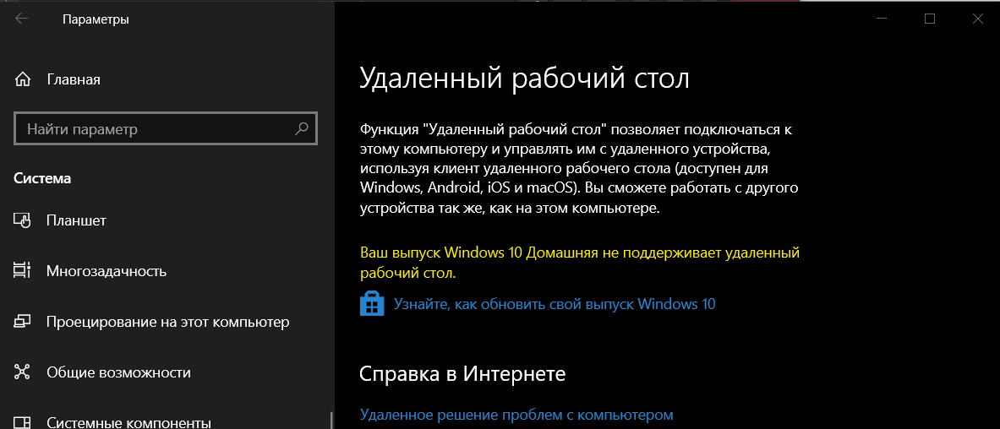 Параметры
Главная
Найти параметр
Система
Планшет
Многозадачность
Проецирование на этот компьютер
Общие возможности
Системные компоненты
Удаленный рабочий стол
Функция "Удаленный рабочий стол" позволяет подключаться к
этому компьютеру и управлять им с удаленного устройства,
используя клиент удаленного рабочего стола (доступен для
Windows, Android, iOS и macOS). Вы сможете работать с другого
устройства так же, как на этом компьютере.
Ваш выпуск Windows 10 Домашняя не поддерживает удаленный
рабочий стол.
Узнайте, как обновить свой выпуск Windows 10
Справка в Интернете
Удаленное решение проблем с компьютером